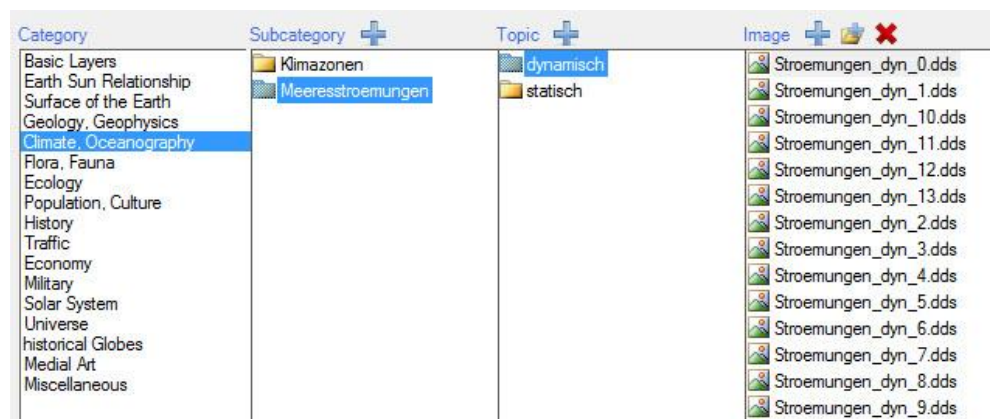 Category
Basic Layers
Earth Sun Relationship
Surface of the Earth
Geology, Geophysics
Climate, Oceanography
Flora, Fauna
Ecology
Population, Culture
History
Traffic
Economy
Military
Solar System
Universe
historical Globes
Medial Art
Miscellaneous
Subcategory
Klimazonen
Meeresstroemungen
Topic
dynamisch
statisch
Image
Stroemungen_dyn_0.dds
Stroemungen_dyn_1.dds
Stroemungen_dyn_10.dds
Stroemungen_dyn_11.dds
Stroemungen_dyn_12.dds
Stroemungen_dyn_13.dds
Stroemungen_dyn_2.dds
Stroemungen_dyn_3.dds
Stroemungen_dyn_4.dds
Stroemungen_dyn_5.dds
Stroemungen_dyn_6.dds
Stroemungen_dyn_7.dds
Stroemungen_dyn_8.dds
Stroemungen_dyn_9.dds